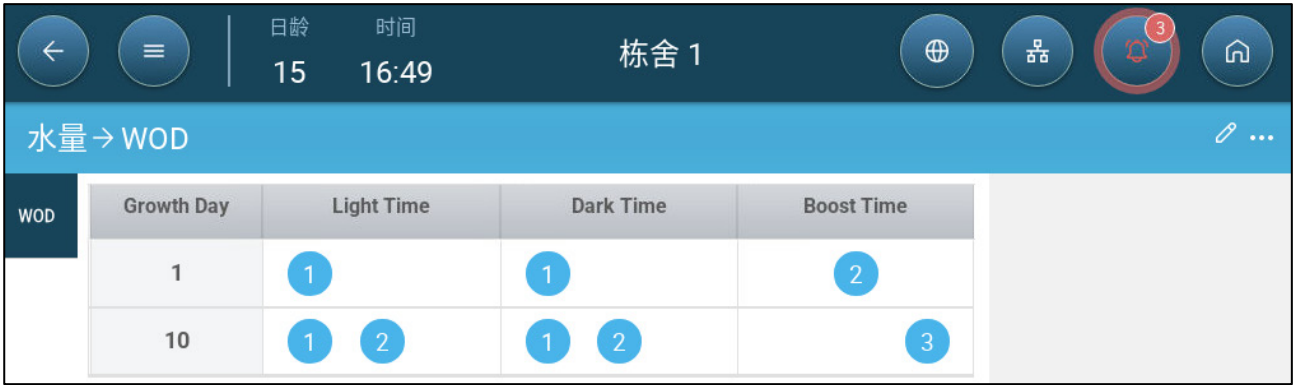 日龄 时间
15 16:49
栋舍 1
3
水量→WOD
WOD
Growth Day Light Time Dark Time Boost Time
1 1 1 2
10 1 2 1 2 3